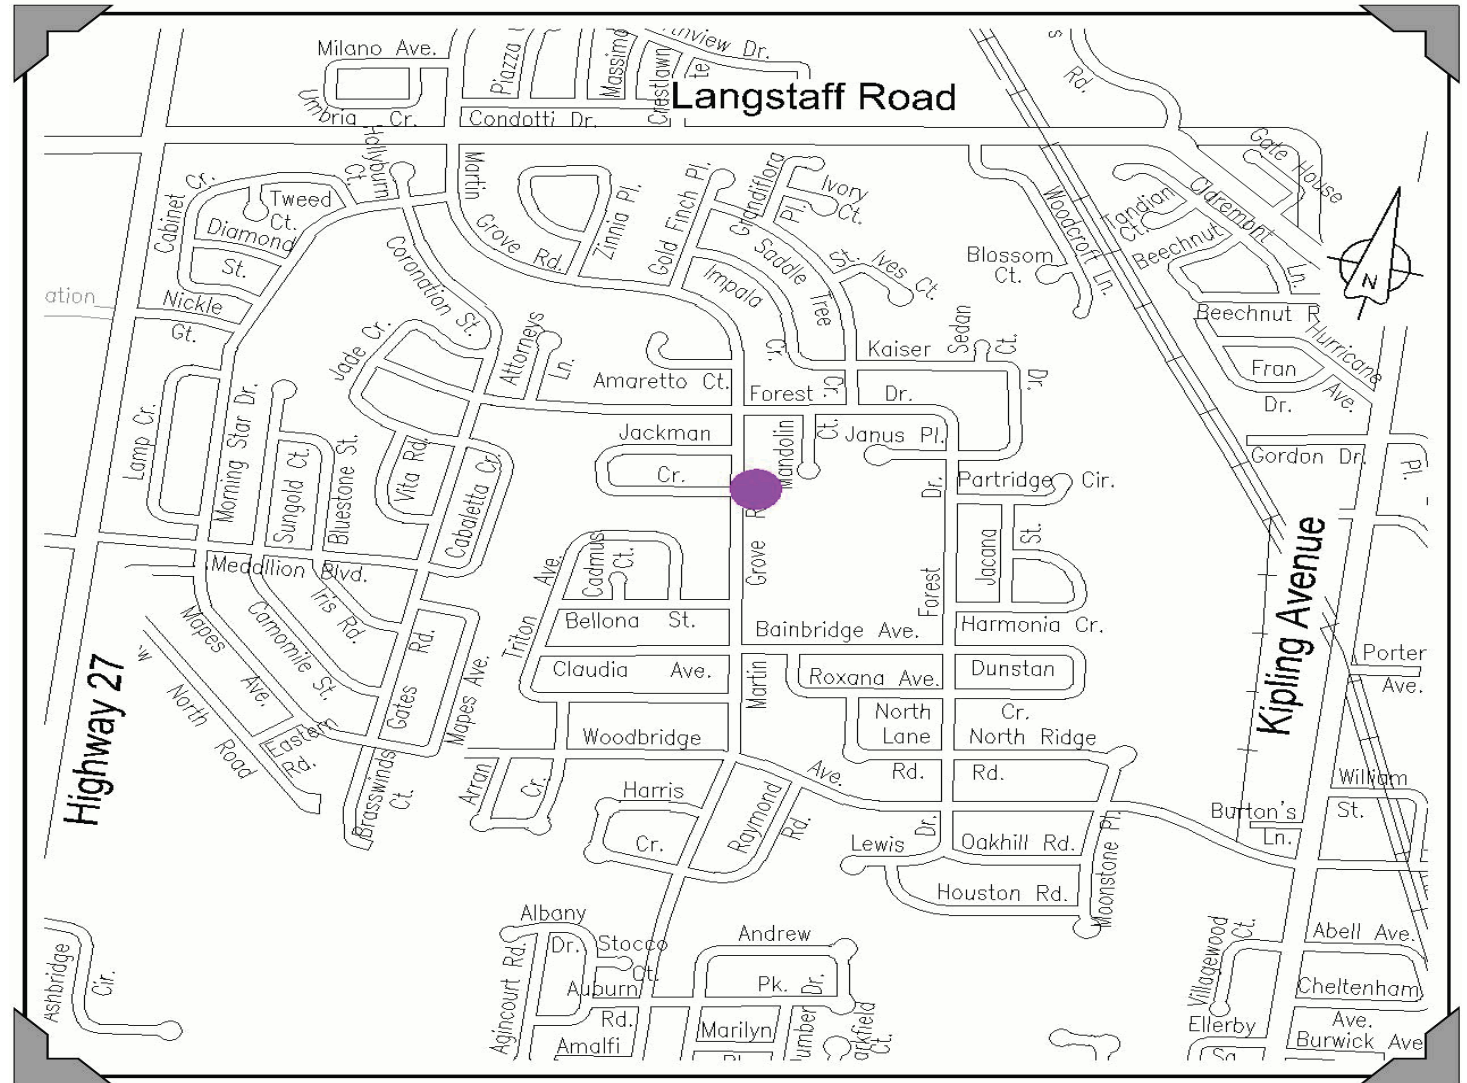 Milano Ave.
Piazza
Massimo
Crestlawn
Dr.
Rd.
Langstaff Road
Umbria Cr.
Condotti Dr.
Hollyburn
Ct.
Martin
Grove Rd.
Gate House
Claremont
Ln.
Cabinet Cr.
Tweed
Ct.
Diamond
St.
Zinnia Pl.
Gold Finch Pl.
Grandiflora
Pl.
Ivory
Ct.
Woodcroft Ln.
Tandian
Ct.
Beechnut
Blossom
Ct.
Coronation St.
Saddle Tree
St.
Ives Ct.
Impala
Cr.
N
ation
Nickle
Gt.
Beechnut R
Hurricane
Ave.
Fran
Dr.
Jade Cr.
Attorneys
Ln.
Amaretto Ct.
Kaiser
Dr.
Sedan
Ct.
Cr.
Forest Dr.
Lamp Cr.
Morning Star Dr.
Sungold Ct.
Bluestone St.
Vita Rd.
Cabaletta Cr.
Jackman
Cr.
Mandolin
Ct.
Janus Pl.
Gordon Dr.
Pl.
Dr.
Partridge Cir.
Kipling Avenue
Jacana
St.
Grove
Forest
Medallion Blvd.
Iris Rd.
Cadmus
Ct.
Triton Ave.
Bellona St.
Bainbridge Ave.
Harmonia Cr.
Mapes
Ave.
Camomile St.
Rd.
Gates
Mapes Ave.
Claudia Ave.
Martin
Roxana Ave.
Dunstan
Cr.
Porter
Ave.
Highway 27
North
Road
Eastern
Rd.
Woodbridge
Ave.
North
Lane
Rd.
North Ridge
Rd.
Brasswinds
Ct.
Arran
Cr.
Harris
Cr.
Raymond
Rd.
William
St.
Burton's
Ln.
Lewis
Dr.
Oakhill Rd.
Houston Rd.
Moonstone Pl.
Ashbridge
Cir.
Albany
Dr.
Stocco
Ct.
Agincourt Rd.
Auburn
Rd.
Amalfi
Andrew
Pk.
Dr.
Marilyn
Pl.
umber
arkfield
Ct.
Villagewood
Ct.
Abell Ave.
Cheltenham
Ave.
Ellerby
Sq.
Burwick Ave